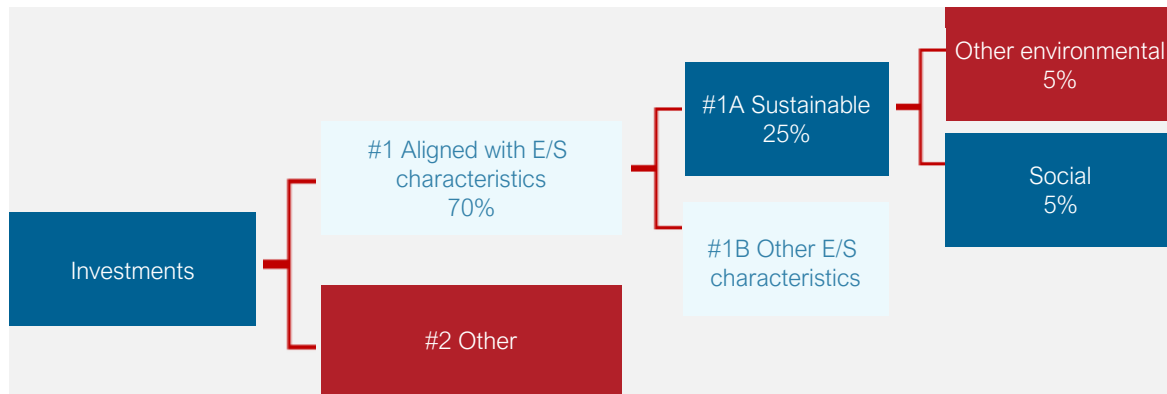 Investments
#1 Aligned with E/S
characteristics
70%
#2 Other
#1A Sustainable
25%
#1B Other E/S
characteristics
Other environmental
5%
Social
5%